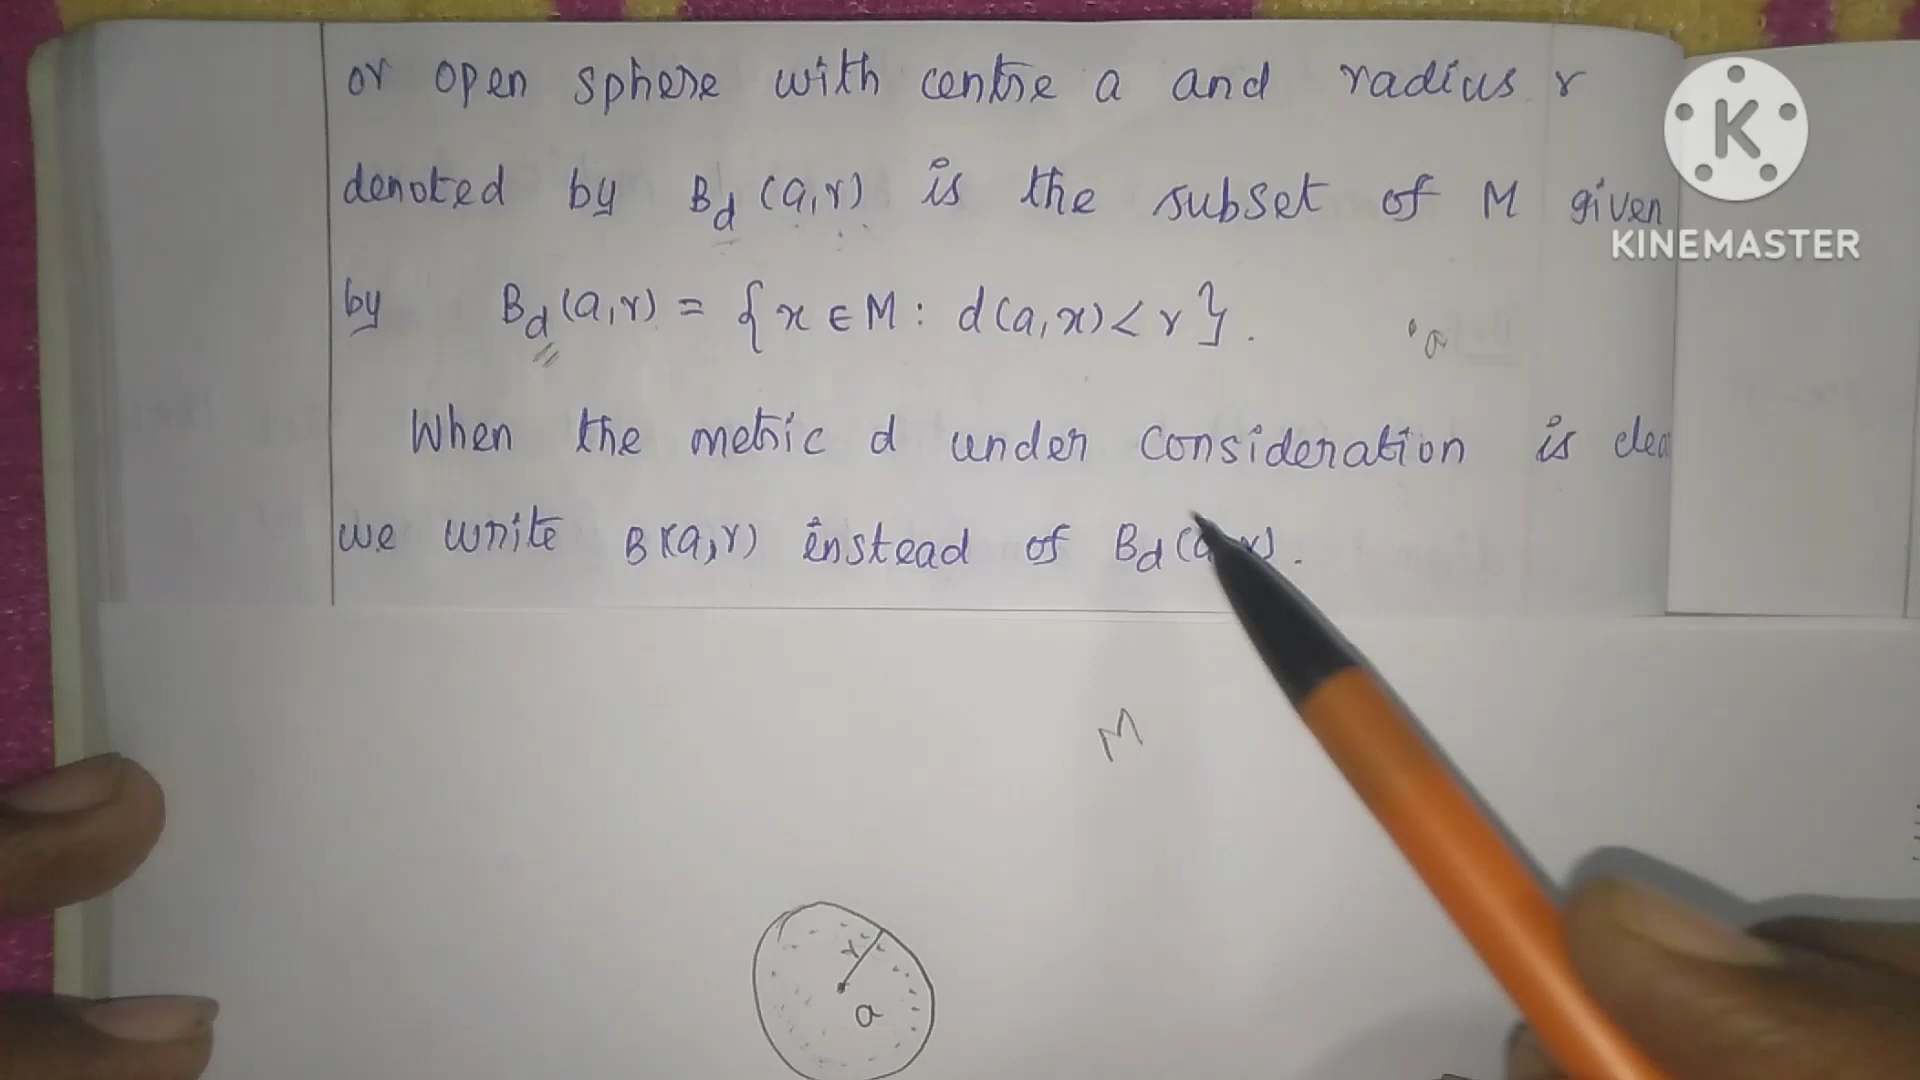 or open sphere with centre a and radius r
denoted by B_d (a,r) is the subset of M given
by B_d (a,r) = { x ∈ M : d(a,x) < r }.
a
When the metric d under consideration is
we write B(a,r) instead of B_d (a,r).
M
r
a
K
KINEMASTER